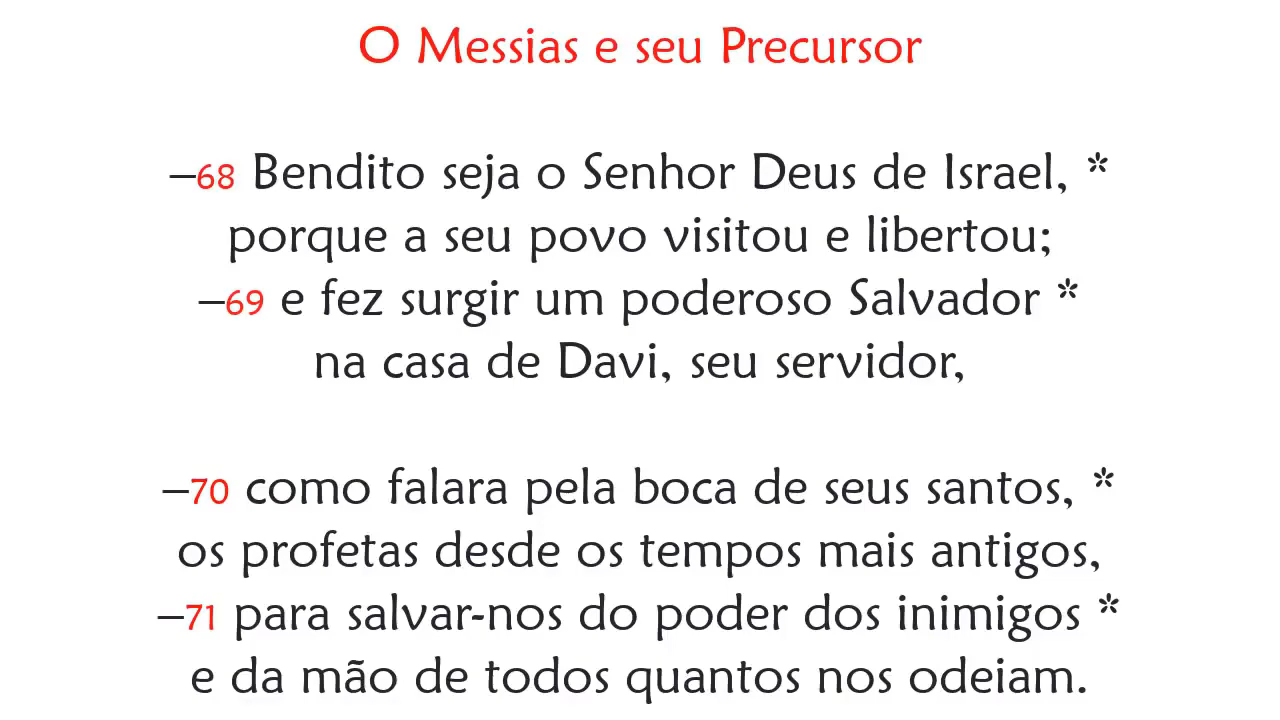 O Messias e seu Precursor
–68 Bendito seja o Senhor Deus de Israel, *
porque a seu povo visitou e libertou;
–69 e fez surgir um poderoso Salvador *
na casa de Davi, seu servidor,
–70 como falara pela boca de seus santos, *
os profetas desde os tempos mais antigos,
–71 para salvar-nos do poder dos inimigos *
e da mão de todos quantos nos odeiam.